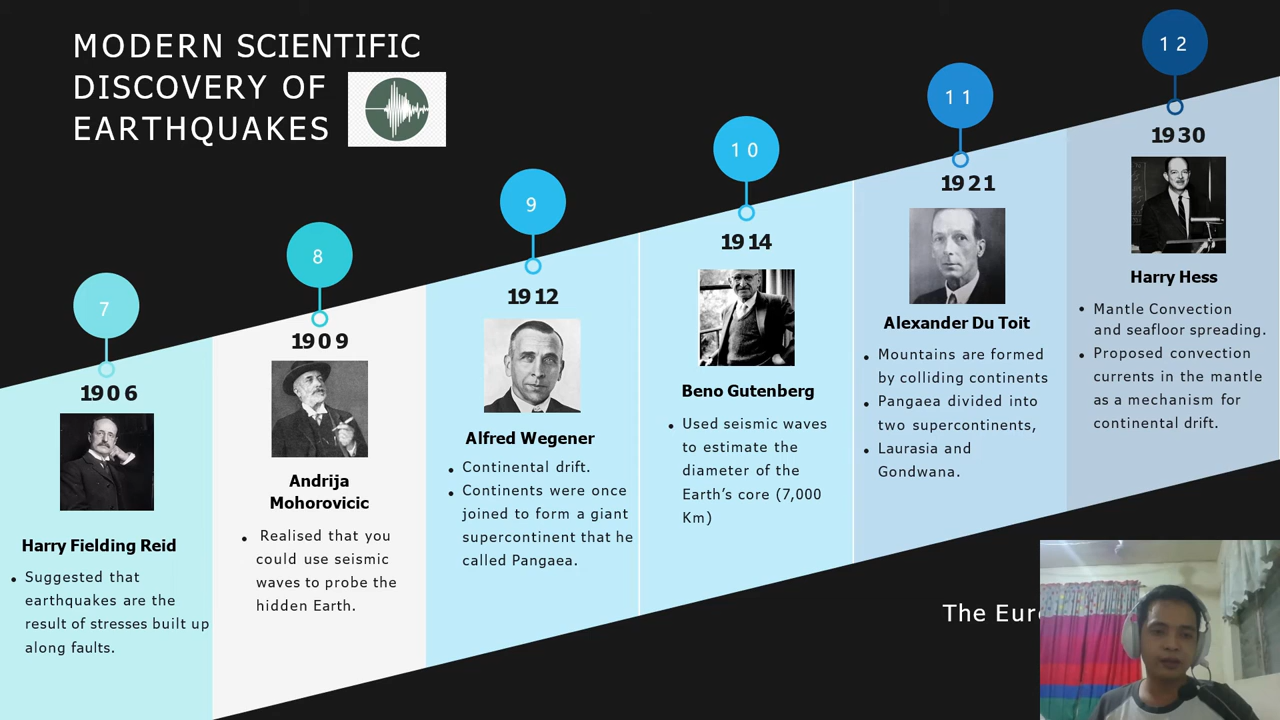 MODERN SCIENTIFIC
DISCOVERY OF
EARTHQUAKES
7
1906
Harry Fielding Reid
• Suggested that
earthquakes are the
result of stresses built up
along faults.
8
1909
Andrija
Mohorovicic
• Realised that you
could use seismic
waves to probe the
hidden Earth.
9
1912
Alfred Wegener
• Continental drift.
• Continents were once
joined to form a giant
supercontinent that he
called Pangaea.
10
1914
Beno Gutenberg
• Used seismic waves
to estimate the
diameter of the
Earth's core (7,000
Km)
11
1921
Alexander Du Toit
• Mountains are formed
by colliding continents
• Pangaea divided into
two supercontinents,
• Laurasia and
Gondwana.
12
1930
Harry Hess
• Mantle Convection
and seafloor spreading.
• Proposed convection
currents in the mantle
as a mechanism for
continental drift.
The